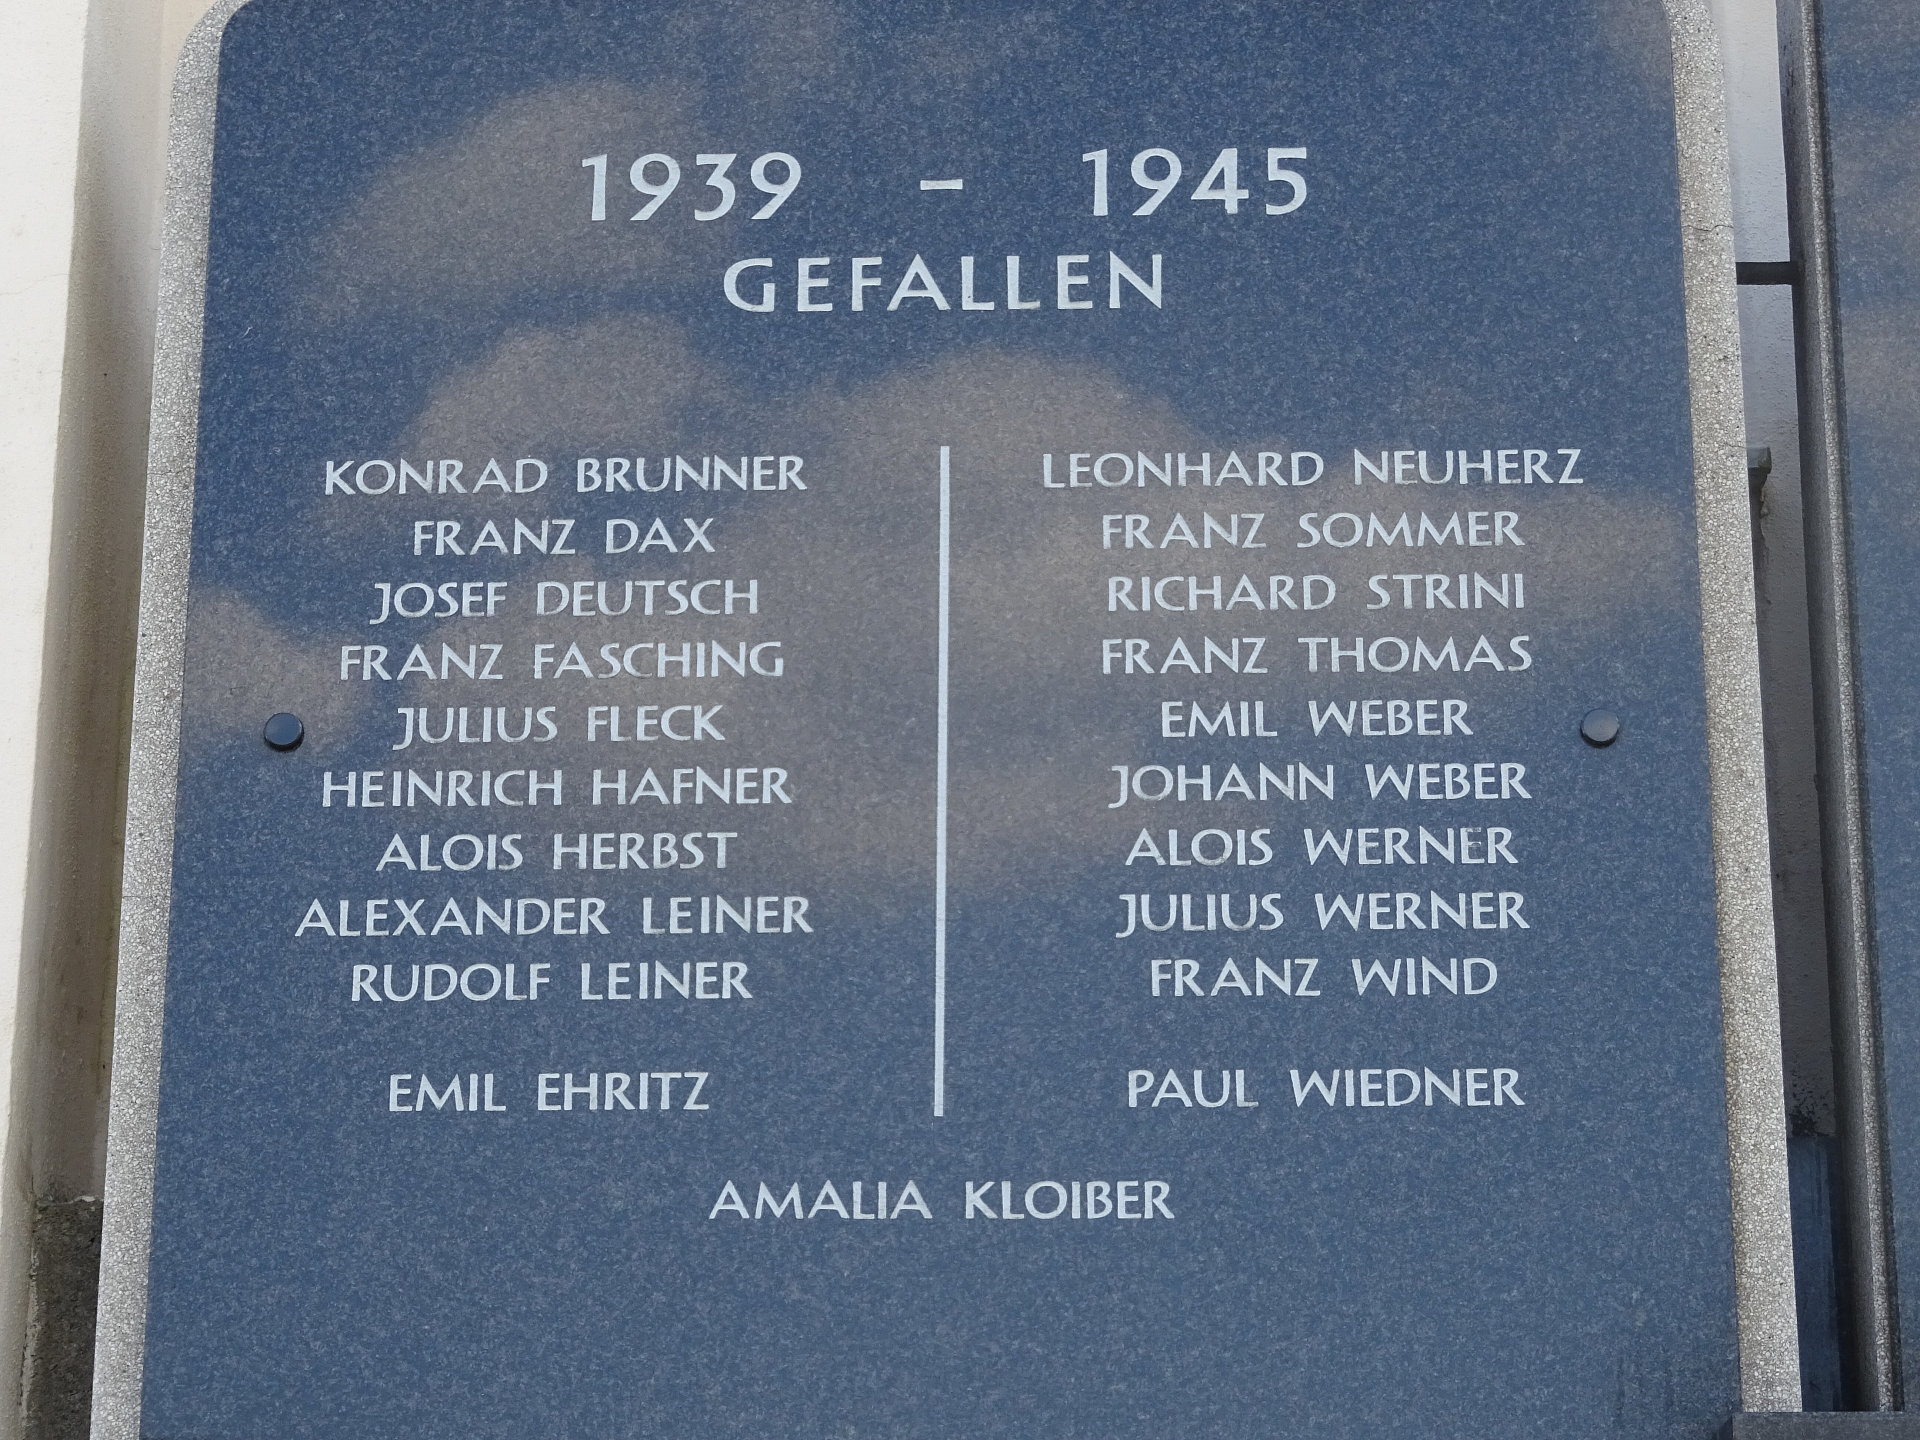 1939 – 1945
GEFALLEN
KONRAD BRUNNER
FRANZ DAX
JOSEF DEUTSCH
FRANZ FASCHING
JULIUS FLECK
HEINRICH HAFNER
ALOIS HERBST
ALEXANDER LEINER
RUDOLF LEINER
EMIL EHRITZ
LEONHARD NEUHERZ
FRANZ SOMMER
RICHARD STRINI
FRANZ THOMAS
EMIL WEBER
JOHANN WEBER
ALOIS WERNER
JULIUS WERNER
FRANZ WIND
PAUL WIEDNER
AMALIA KLOIBER